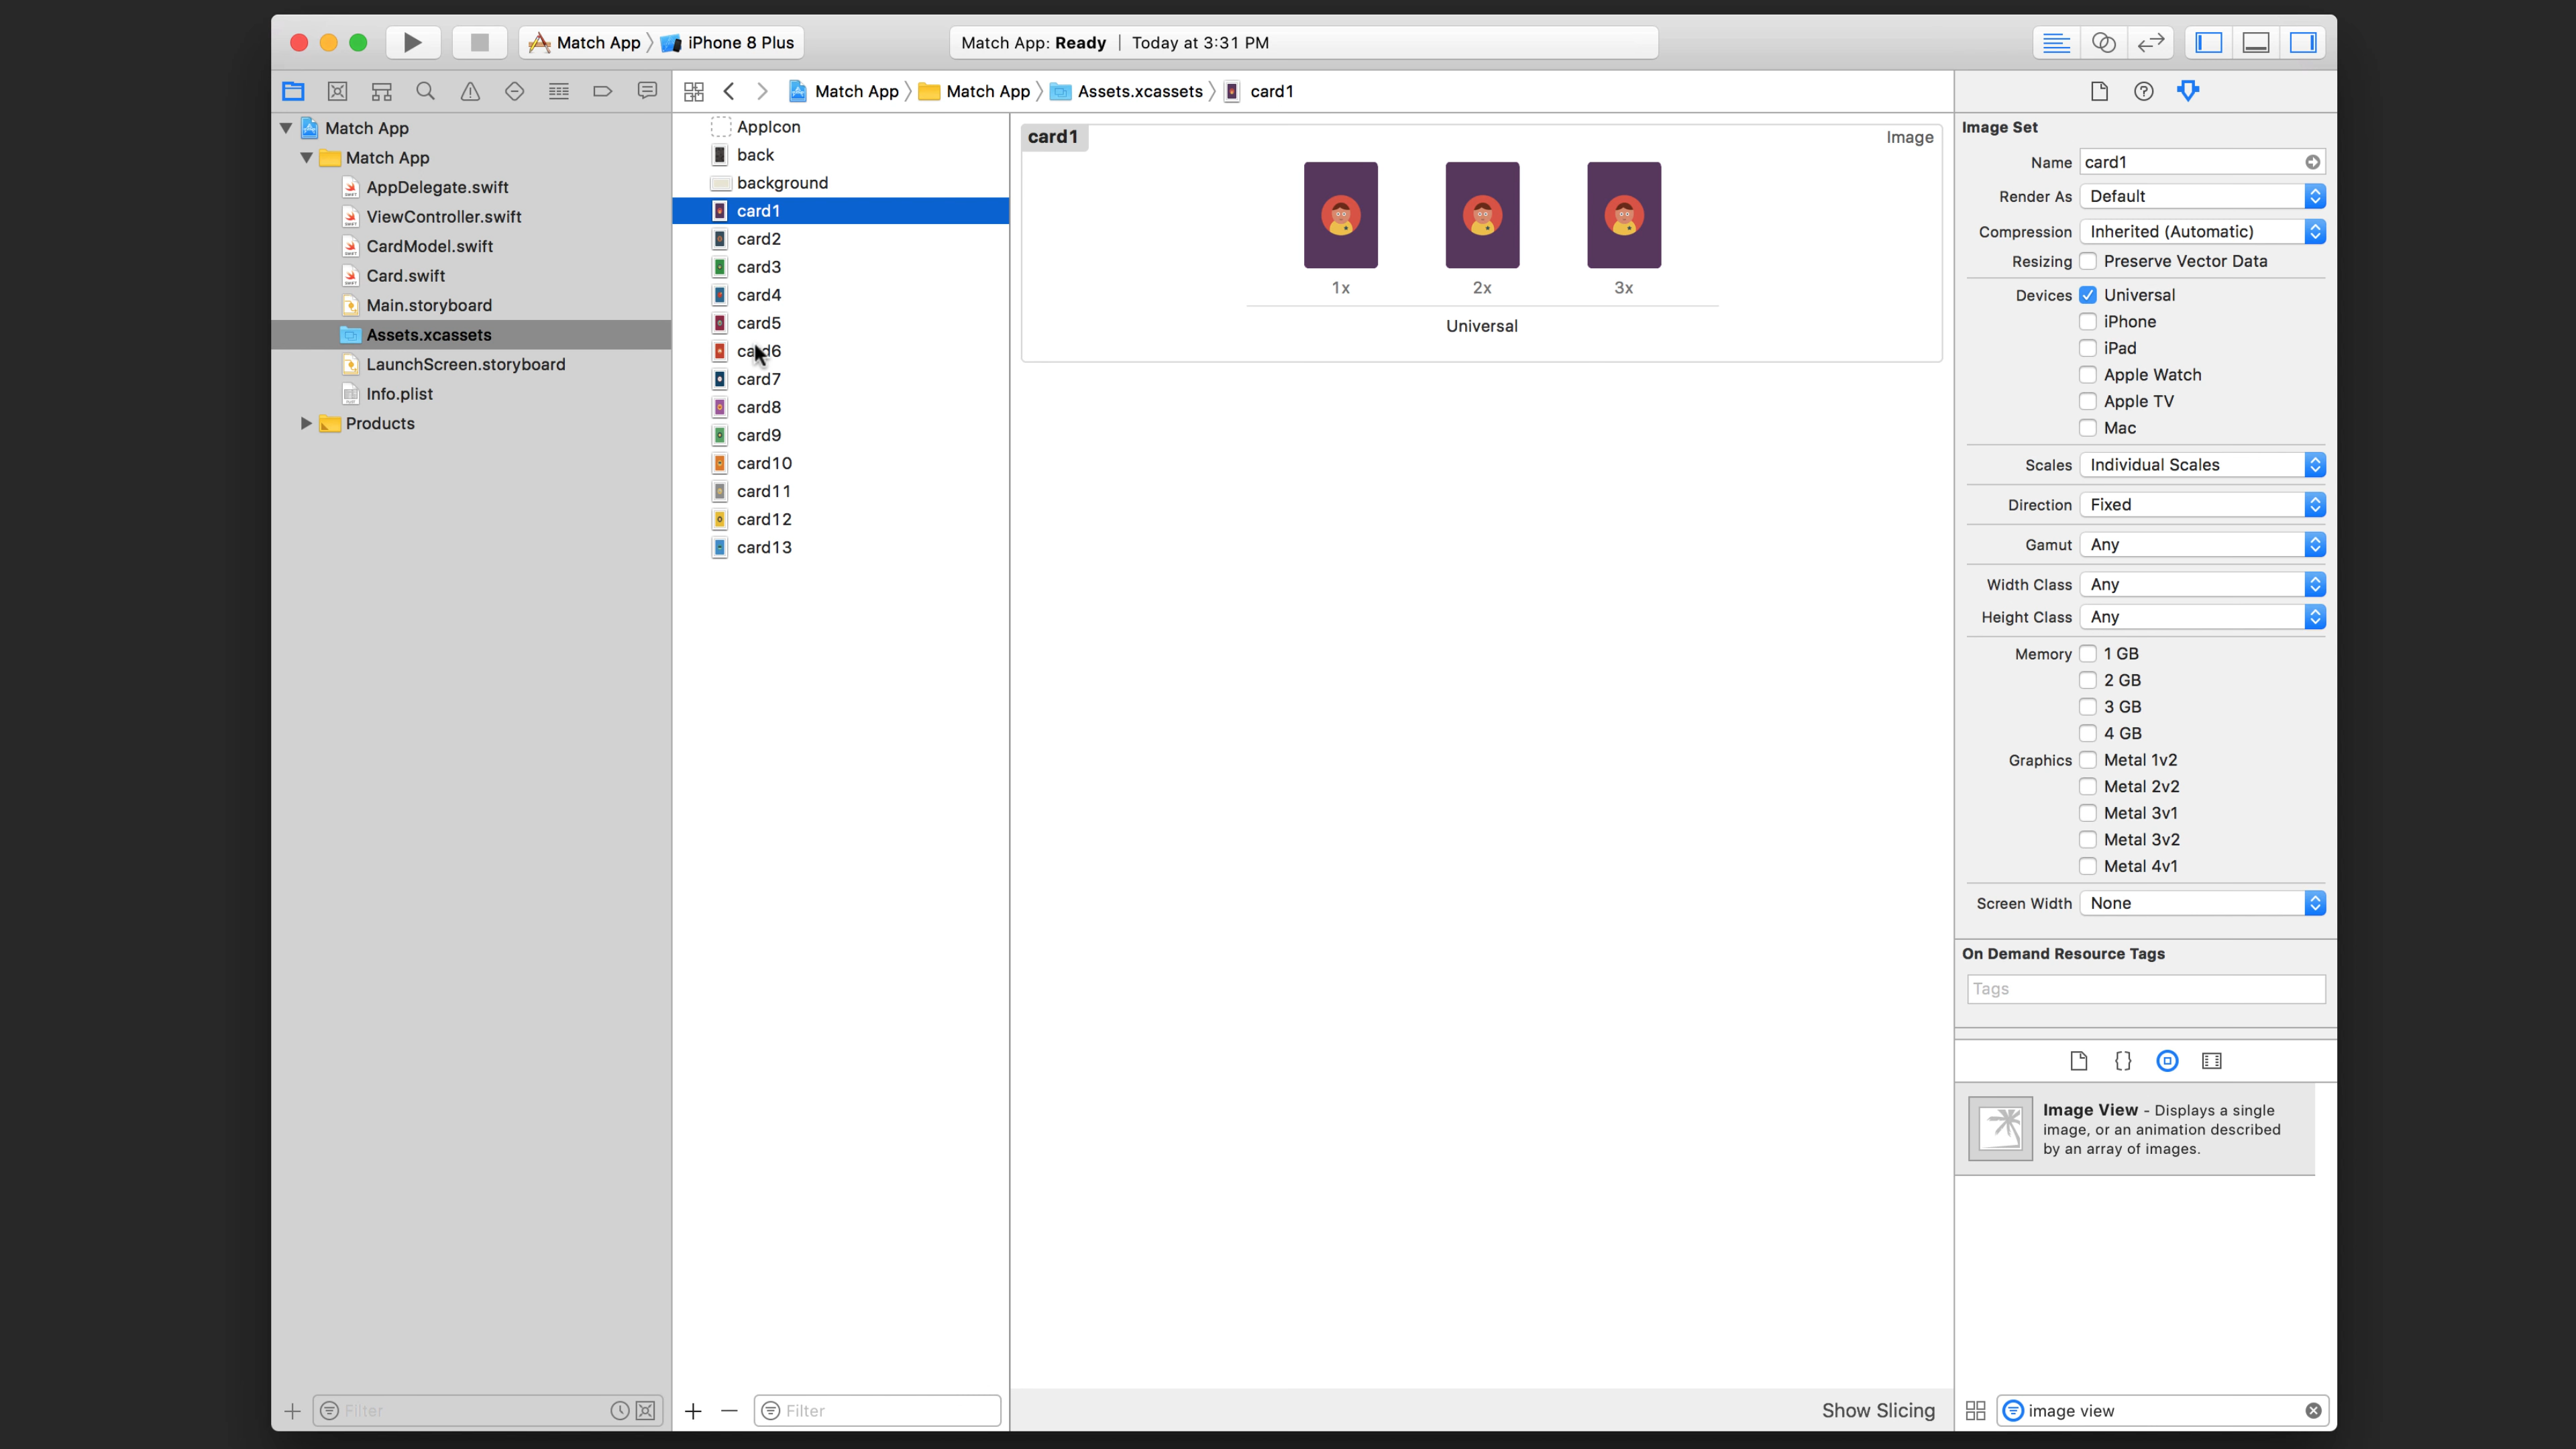 Match App iPhone 8 Plus
Match App: Ready | Today at 3:31 PM
Match App
Match App
AppDelegate.swift
ViewController.swift
CardModel.swift
Card.swift
Main.storyboard
Assets.xcassets
LaunchScreen.storyboard
Info.plist
Products
Filter
Match App Match App Assets.xcassets card1
AppIcon
back
background
card1
card2
card3
card4
card5
card6
card7
card8
card9
card10
card11
card12
card13
Filter
card1
Image
1x 2x 3x
Universal
Show Slicing
Image Set
Name card1
Render As Default
Compression Inherited (Automatic)
Resizing Preserve Vector Data
Devices Universal
iPhone
iPad
Apple Watch
Apple TV
Mac
Scales Individual Scales
Direction Fixed
Gamut Any
Width Class Any
Height Class Any
Memory 1 GB
2 GB
3 GB
4 GB
Graphics Metal 1v2
Metal 2v2
Metal 3v1
Metal 3v2
Metal 4v1
Screen Width None
On Demand Resource Tags
Tags
{}
Image View - Displays a single
image, or an animation described
by an array of images.
image view